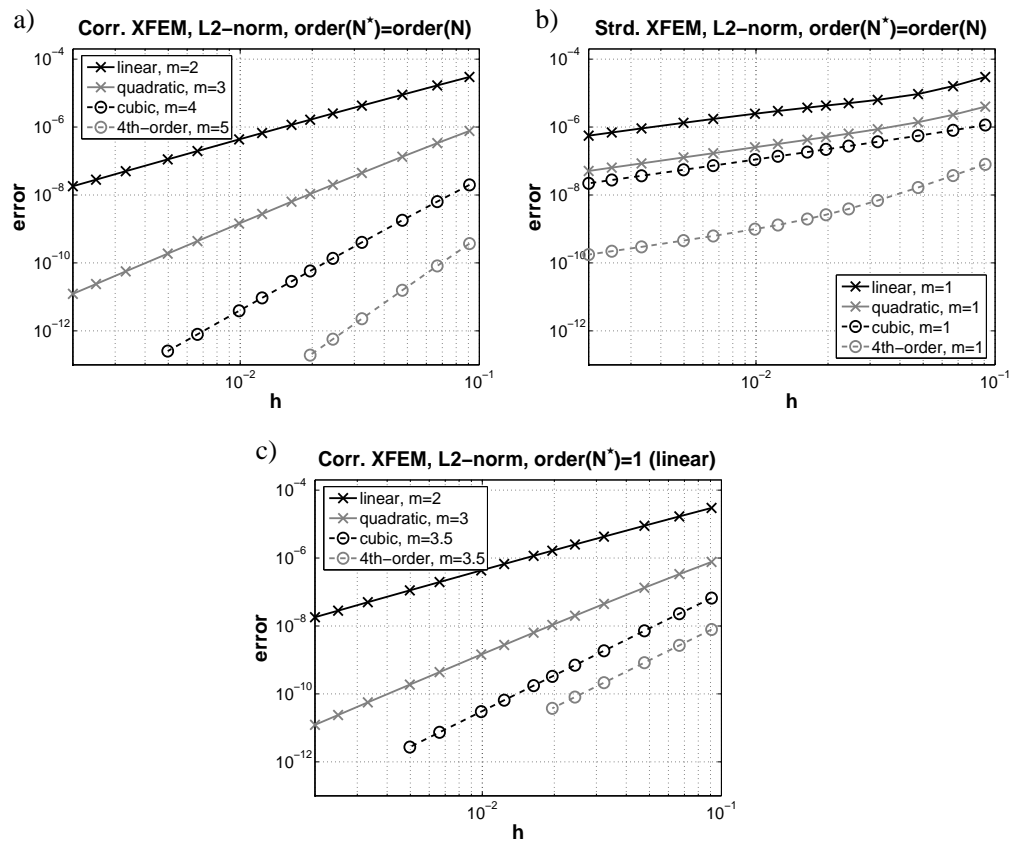 a)
Corr. XFEM, L2−norm, order(N*)=order(N)
linear, m=2
quadratic, m=3
cubic, m=4
4th−order, m=5
10−4
10−6
10−8
10−10
10−12
error
10−2
10−1
h
b)
Strd. XFEM, L2−norm, order(N*)=order(N)
10−4
10−6
10−8
10−10
10−12
error
linear, m=1
quadratic, m=1
cubic, m=1
4th−order, m=1
10−2
10−1
h
c)
Corr. XFEM, L2−norm, order(N*)=1 (linear)
linear, m=2
quadratic, m=3
cubic, m=3.5
4th−order, m=3.5
10−4
10−6
10−8
10−10
10−12
error
10−2
10−1
h